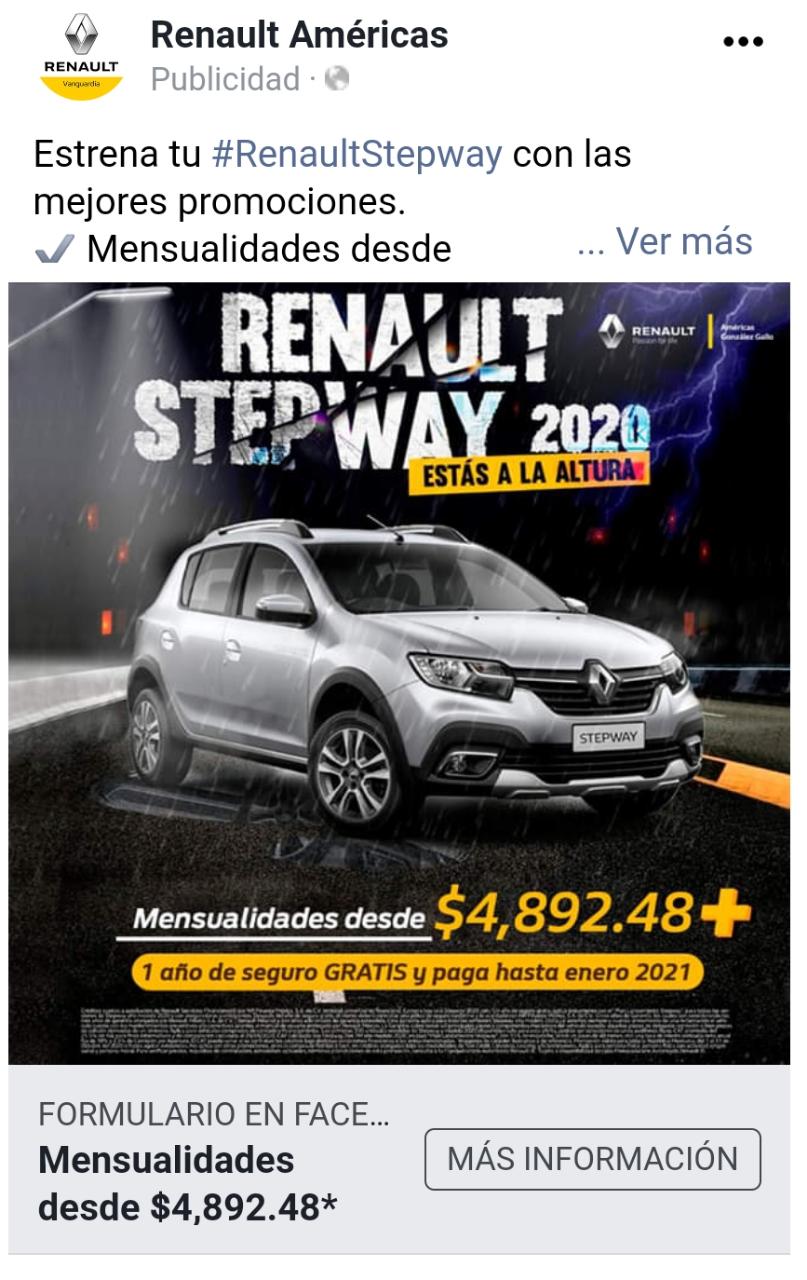 RENAULT
Vanguardia
Renault Américas
Publicidad ·
Estrena tu #RenaultStepway con las
mejores promociones.
Mensualidades desde
... Ver más
RENAULT
STEPWAY 2020
ESTÁS A LA ALTURA
RENAULT
Passion for life
Américas
González Gallo
STEPWAY
Mensualidades desde $4,892.48+
1 año de seguro GRATIS y paga hasta enero 2021
FORMULARIO EN FACE...
Mensualidades
desde $4,892.48*
MÁS INFORMACIÓN